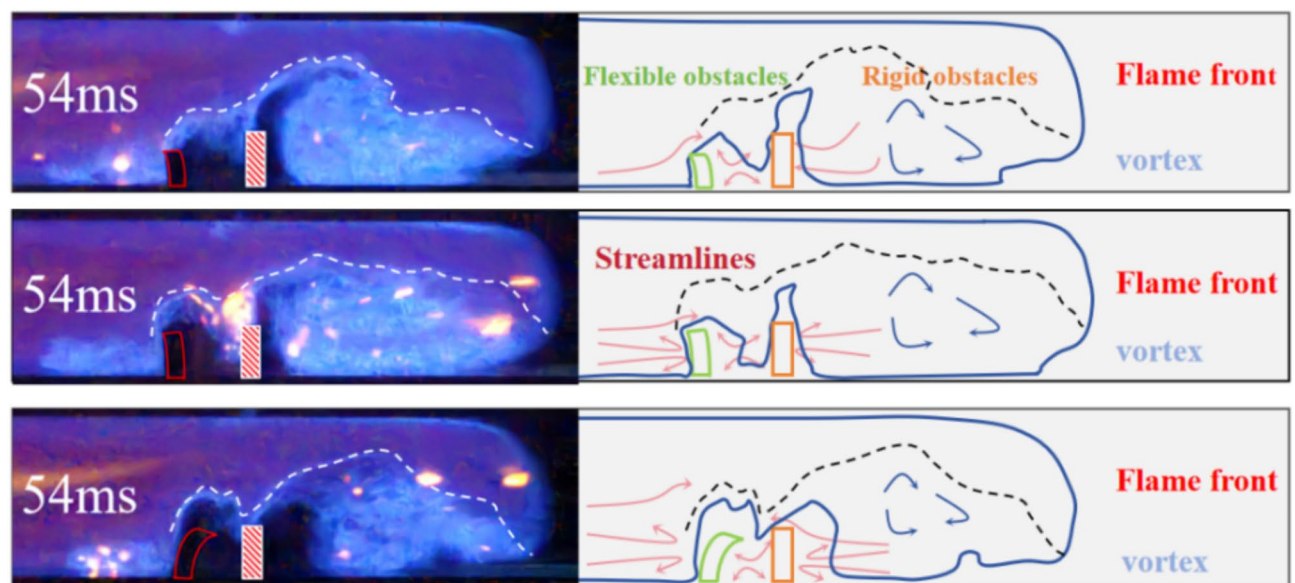 54ms
Flexible obstacles
Rigid obstacles
Flame front
vortex
54ms
Streamlines
Flame front
vortex
54ms
Flame front
vortex